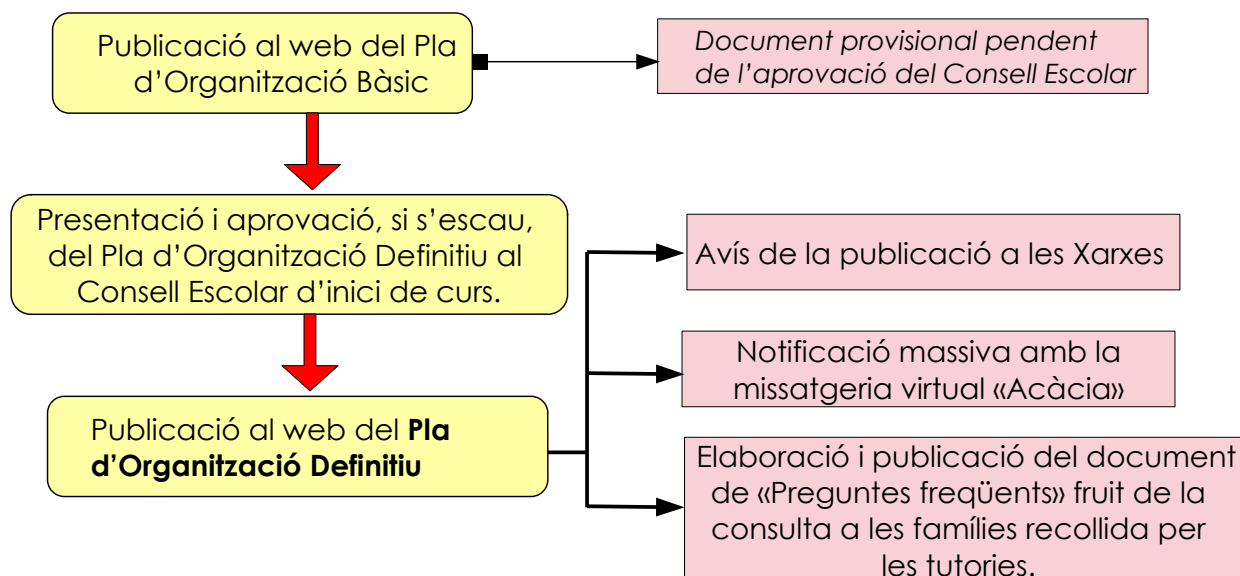 Publicació al web del Pla
d’Organització Bàsic
Document provisional pendent
de l’aprovació del Consell Escolar
Presentació i aprovació, si s’escau,
del Pla d’Organització Definitiu al
Consell Escolar d’inici de curs.
Avís de la publicació a les Xarxes
Notificació massiva amb la
missatgeria virtual «Acàcia»
Publicació al web del Pla
d’Organització Definitiu
Elaboració i publicació del document
de «Preguntes freqüents» fruit de la
consulta a les famílies recollida per
les tutories.